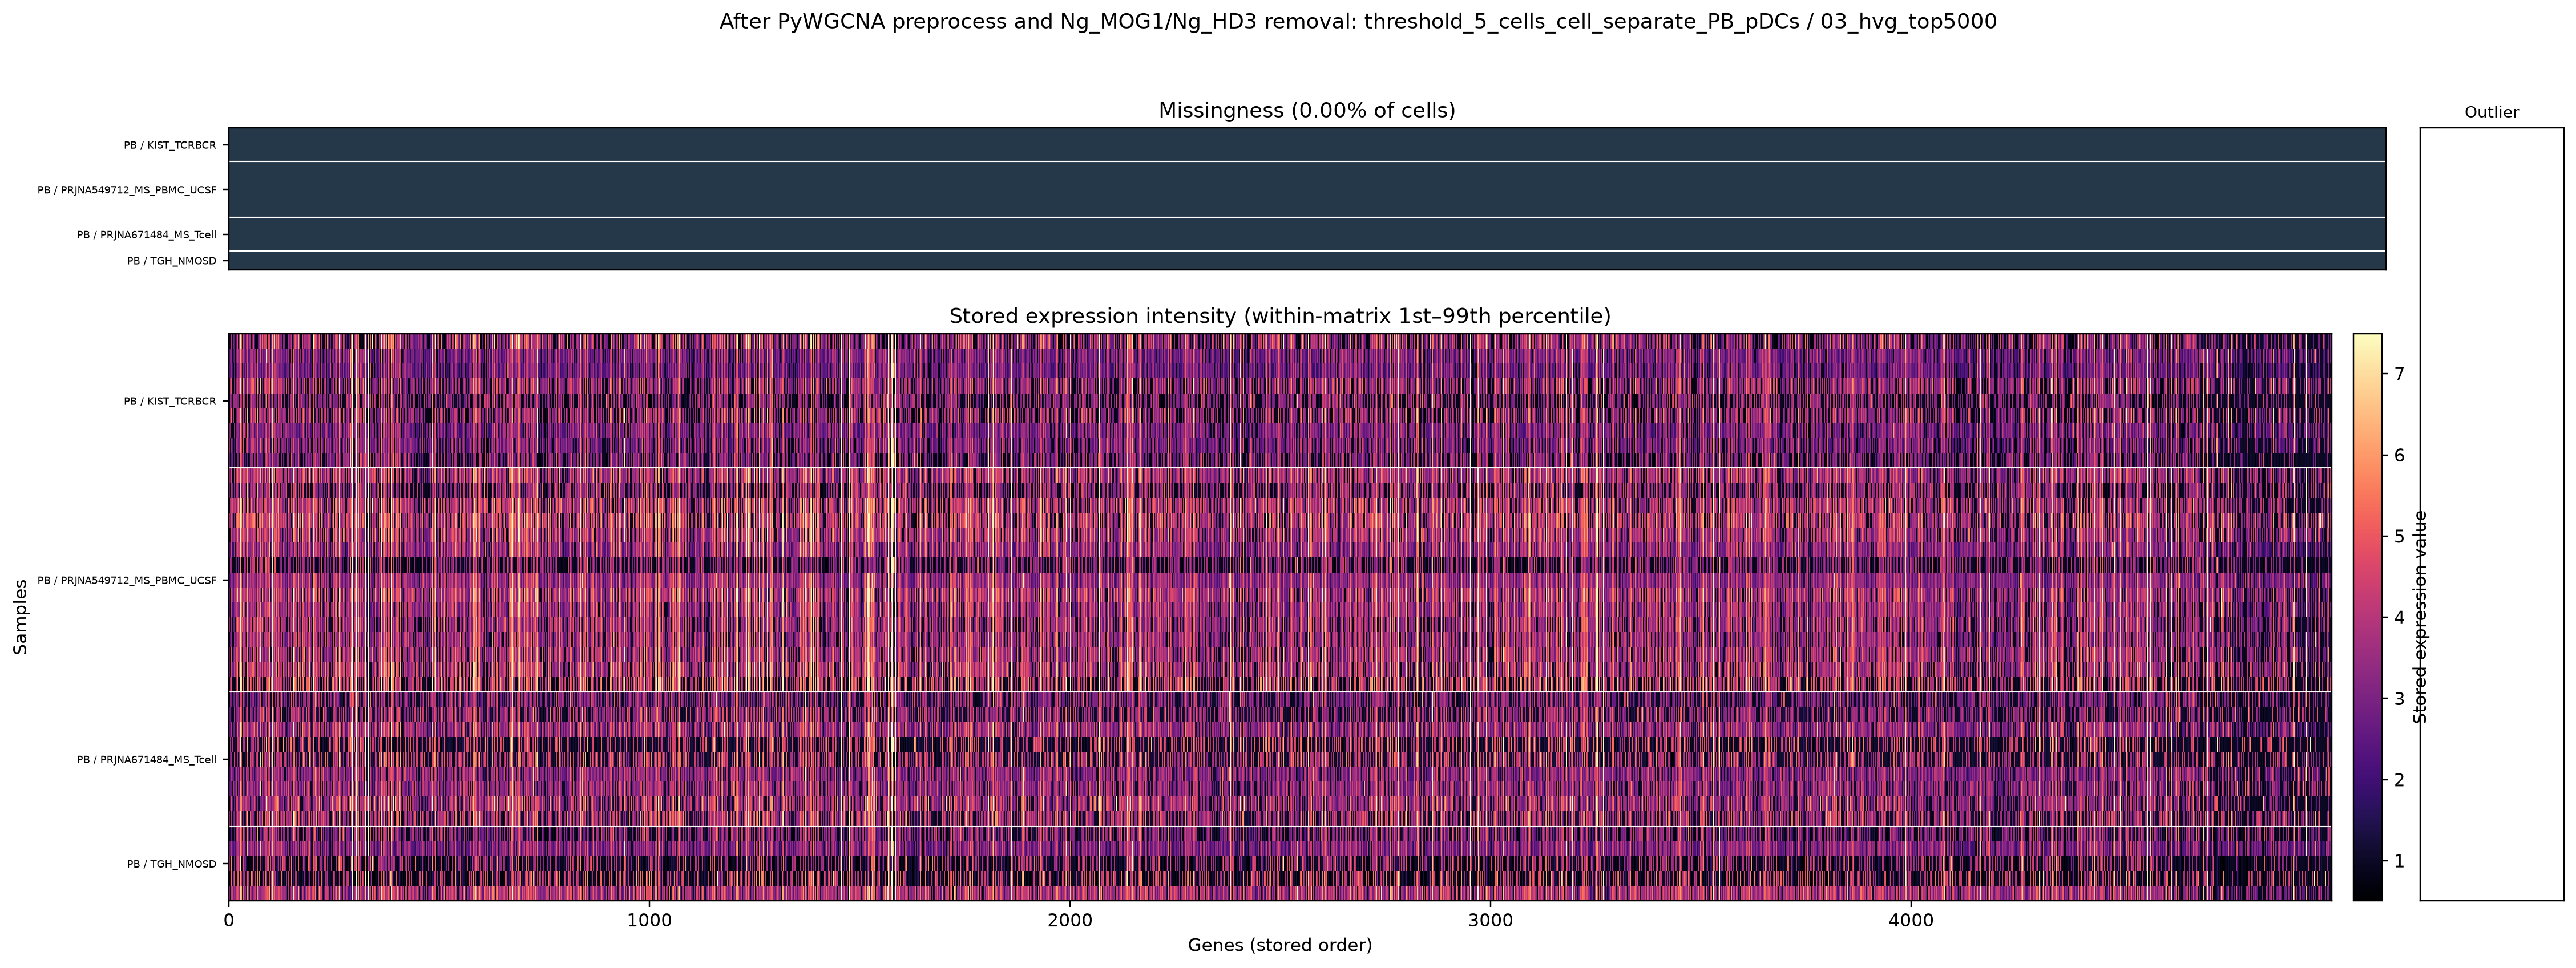 After PyWGCNA preprocess and Ng_MOG1/Ng_HD3 removal: threshold_5_cells_cell_separate_PB_pDCs / 03_hvg_top5000
Missingness (0.00% of cells)
Outlier
PB / KIST_TCRBCR
PB / PRJNA549712_MS_PBMC_UCSF
PB / PRJNA671484_MS_Tcell
PB / TGH_NMOSD
Stored expression intensity (within-matrix 1st–99th percentile)
Samples
PB / KIST_TCRBCR
PB / PRJNA549712_MS_PBMC_UCSF
PB / PRJNA671484_MS_Tcell
PB / TGH_NMOSD
0 1000 2000 3000 4000
Genes (stored order)
7
6
5
4
3
2
1
Stored expression value